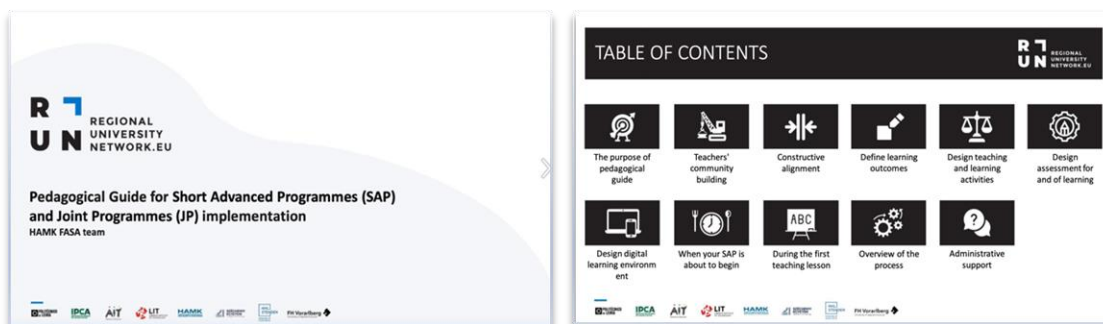 R
U N
REGIONAL
UNIVERSITY
NETWORK.EU
Pedagogical Guide for Short Advanced Programmes (SAP)
and Joint Programmes (JP) implementation
HAMK FASA team
IPCA
AIT
LIT
HAMK
FH Vorarlberg
TABLE OF CONTENTS
R
U N
REGIONAL
UNIVERSITY
NETWORK.EU
The purpose of
pedagogical
guide
Teachers'
community
building
Constructive
alignment
Define learning
outcomes
Design teaching
and learning
activities
Design
assessment for
and of learning
Design digital
learning environm
ent
When your SAP is
about to begin
ABC
During the first
teaching lesson
Overview of the
process
Administrative
support
IPCA
AIT
LIT
HAMK
FH Vorarlberg